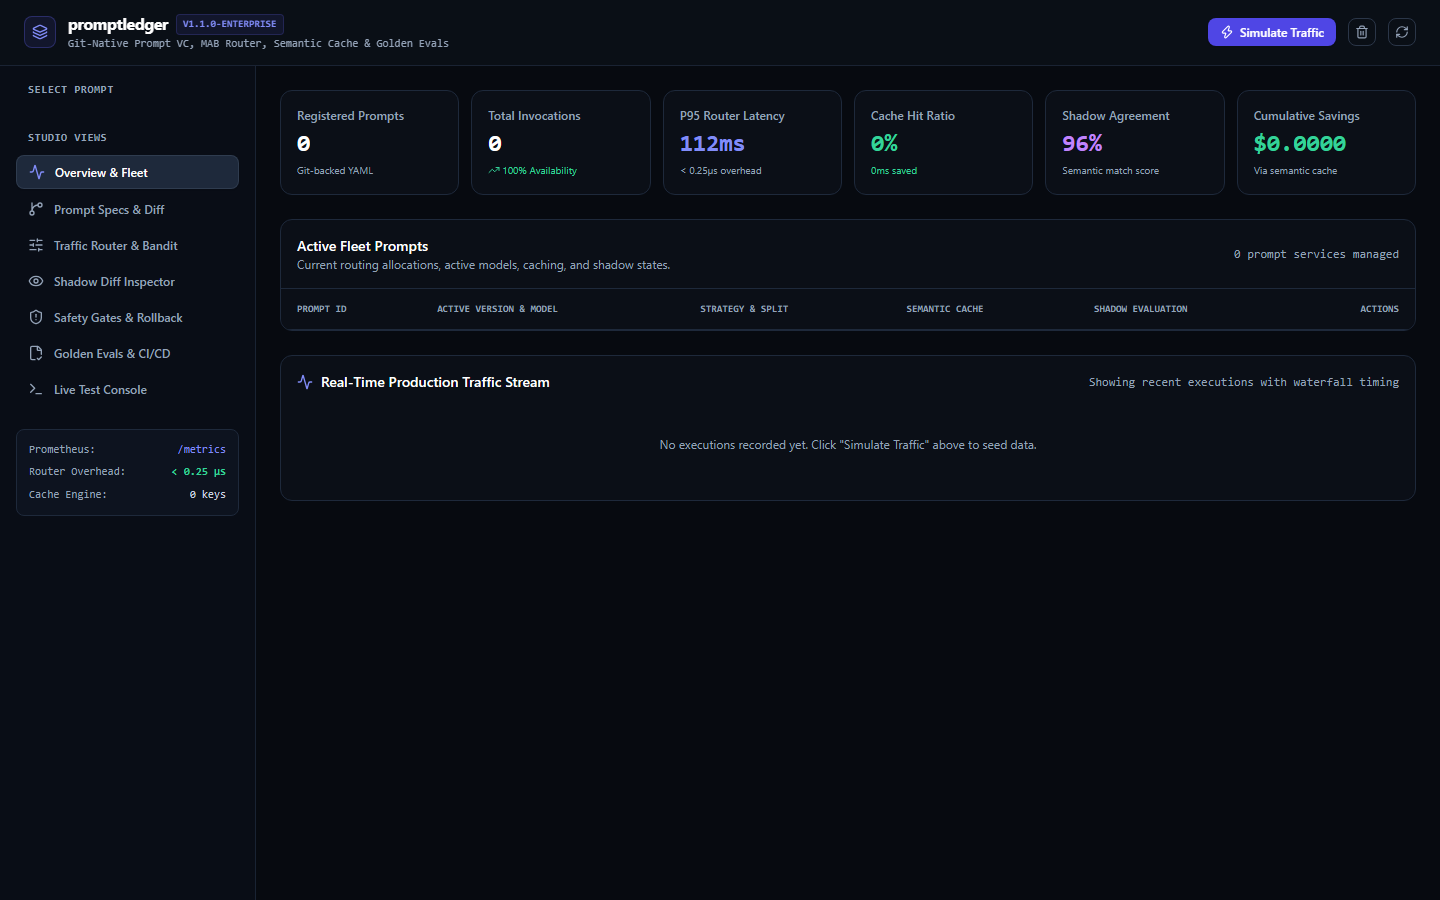 promptledger V1.1.0-ENTERPRISE
Git-Native Prompt VC, MAB Router, Semantic Cache & Golden Evals
Simulate Traffic
SELECT PROMPT
STUDIO VIEWS
Overview & Fleet
Prompt Specs & Diff
Traffic Router & Bandit
Shadow Diff Inspector
Safety Gates & Rollback
Golden Evals & CI/CD
Live Test Console
Prometheus: /metrics
Router Overhead: < 0.25 µs
Cache Engine: 0 keys
Registered Prompts
0
Git-backed YAML
Total Invocations
0
100% Availability
P95 Router Latency
112ms
< 0.25µs overhead
Cache Hit Ratio
0%
0ms saved
Shadow Agreement
96%
Semantic match score
Cumulative Savings
$0.0000
Via semantic cache
Active Fleet Prompts
Current routing allocations, active models, caching, and shadow states.
0 prompt services managed
PROMPT ID ACTIVE VERSION & MODEL STRATEGY & SPLIT SEMANTIC CACHE SHADOW EVALUATION ACTIONS
Real-Time Production Traffic Stream
Showing recent executions with waterfall timing
No executions recorded yet. Click "Simulate Traffic" above to seed data.